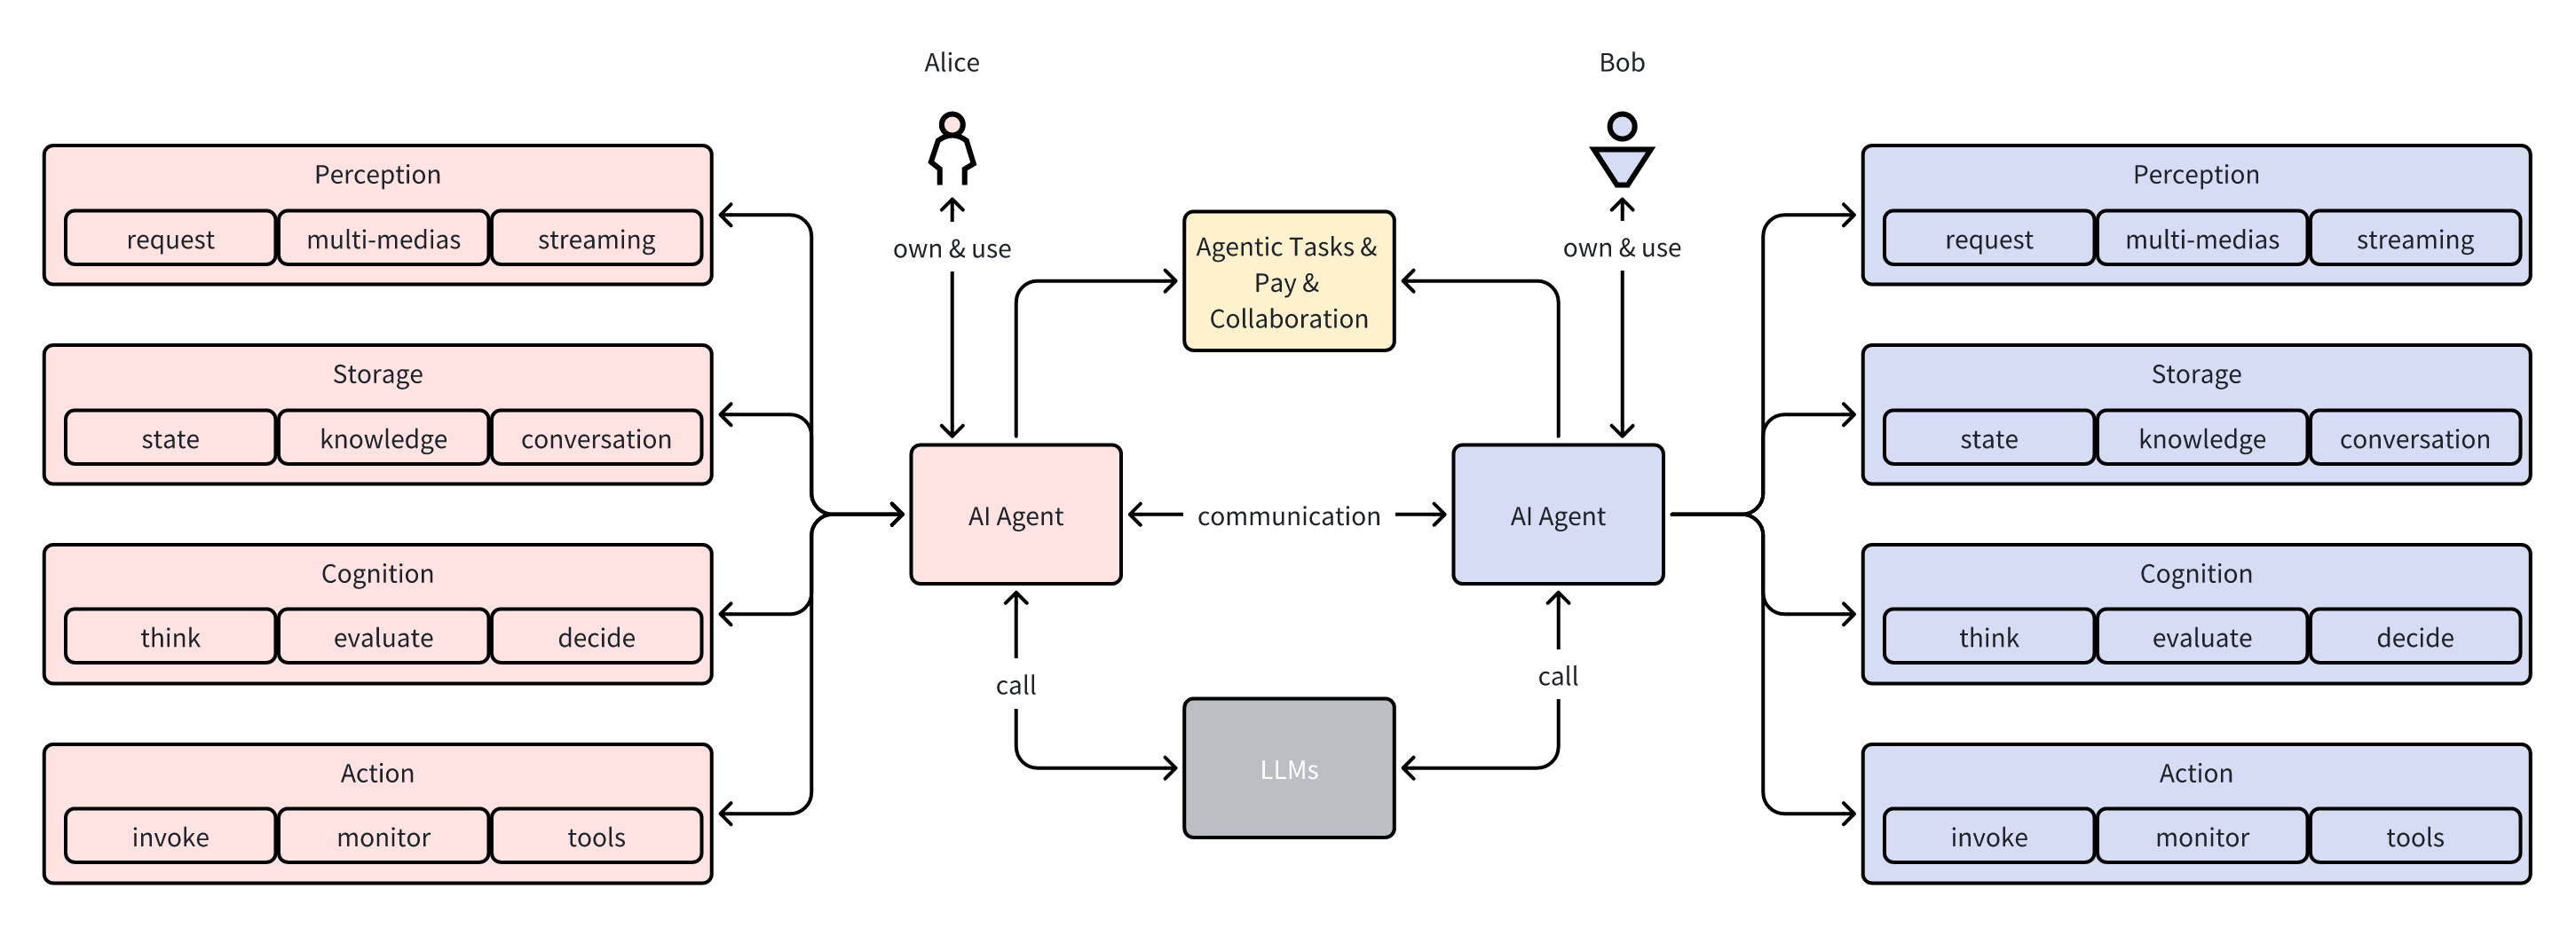 Alice
Bob
Perception
request
multi-medias
streaming
Storage
state
knowledge
conversation
Cognition
think
evaluate
decide
Action
invoke
monitor
tools
own & use
Agentic Tasks &
Pay &
Collaboration
own & use
AI Agent
communication
AI Agent
call
call
LLMs
Perception
request
multi-medias
streaming
Storage
state
knowledge
conversation
Cognition
think
evaluate
decide
Action
invoke
monitor
tools